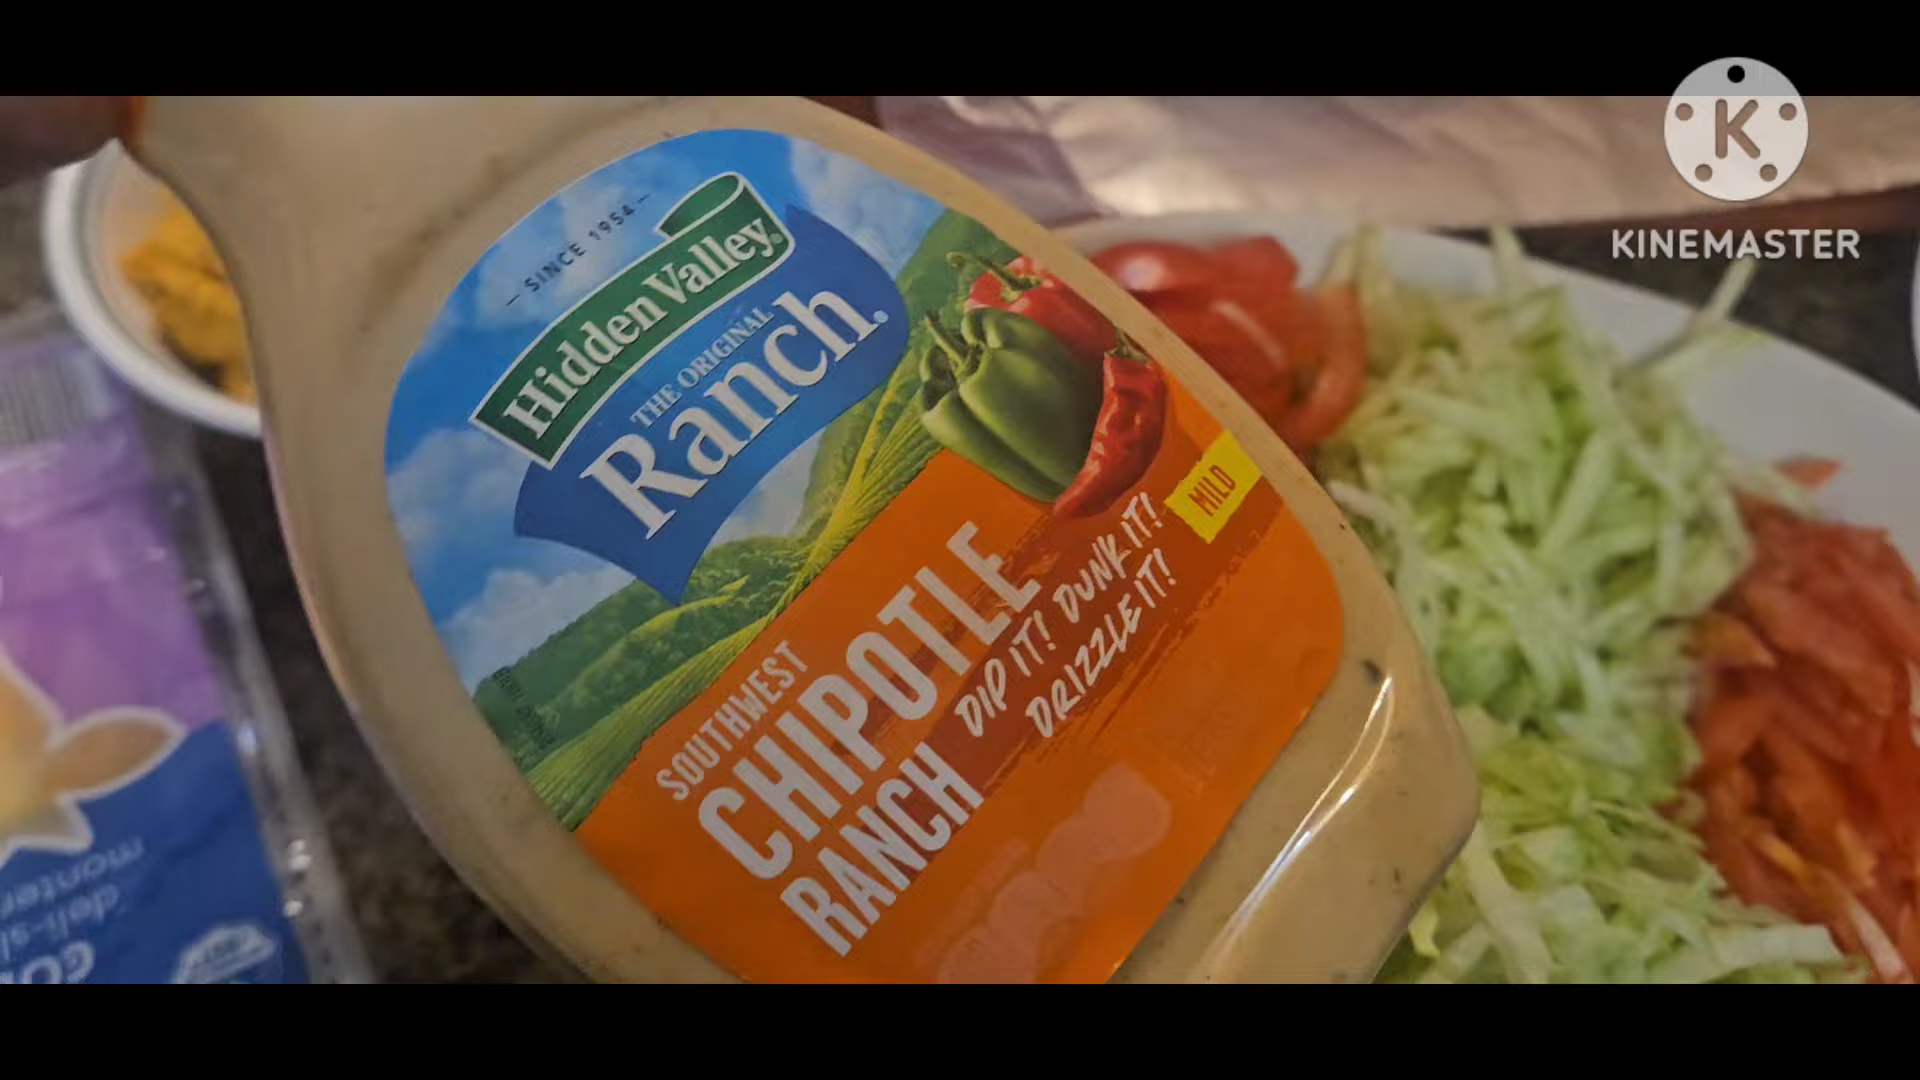 KINEMASTER
K
— SINCE 1954 —
Hidden Valley®
THE ORIGINAL
Ranch®
MILD
SOUTHWEST
CHIPOTLE
RANCH
DIP IT! DUNK IT!
DRIZZLE IT!